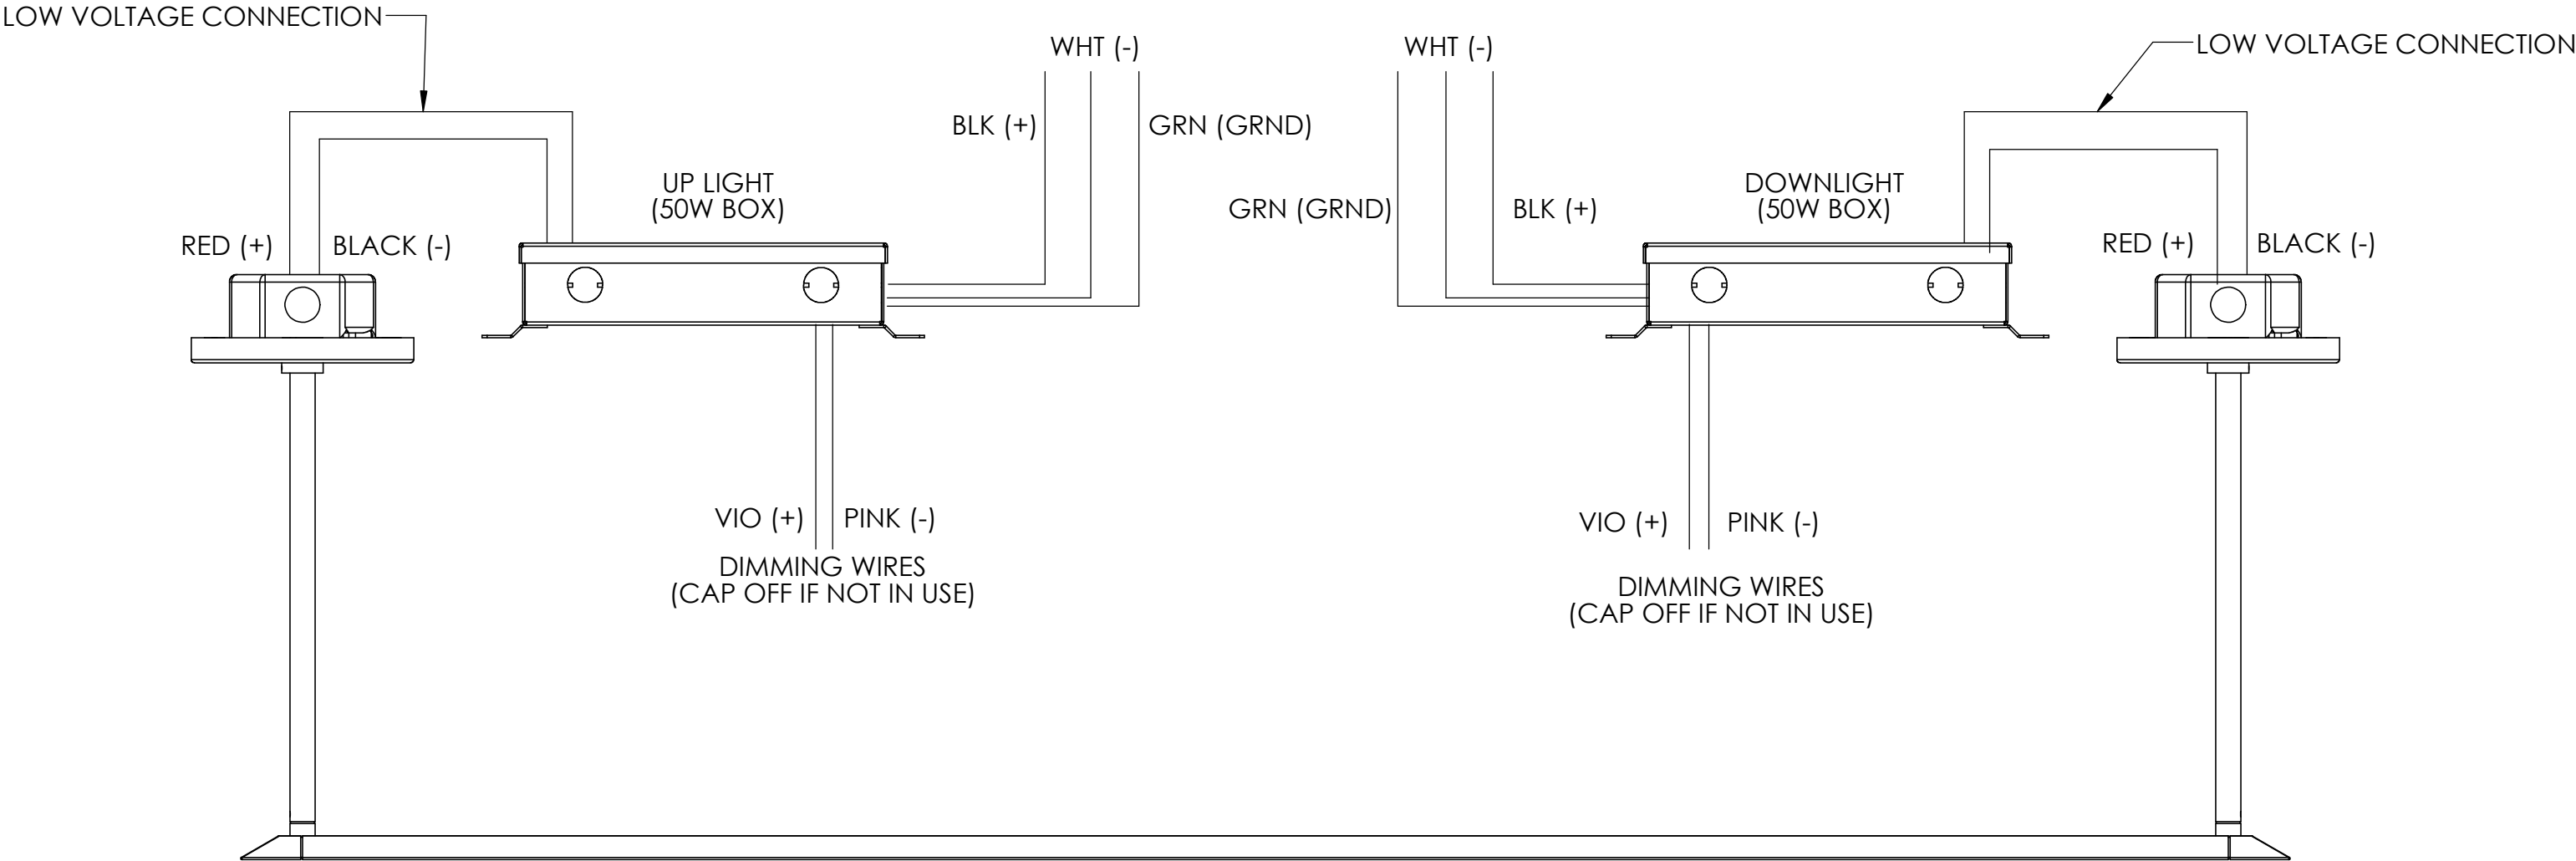 LOW VOLTAGE CONNECTION
WHT (-)
WHT (-)
LOW VOLTAGE CONNECTION
BLK (+)
GRN (GRND)
UP LIGHT
(50W BOX)
GRN (GRND)
BLK (+)
DOWNLIGHT
(50W BOX)
RED (+)
BLACK (-)
RED (+)
BLACK (-)
VIO (+)
PINK (-)
DIMMING WIRES
(CAP OFF IF NOT IN USE)
VIO (+)
PINK (-)
DIMMING WIRES
(CAP OFF IF NOT IN USE)